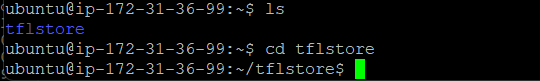 ubuntu@ip-172-31-36-99:~$ ls
tflstore
ubuntu@ip-172-31-36-99:~$ cd tflstore
ubuntu@ip-172-31-36-99:~/tflstore$